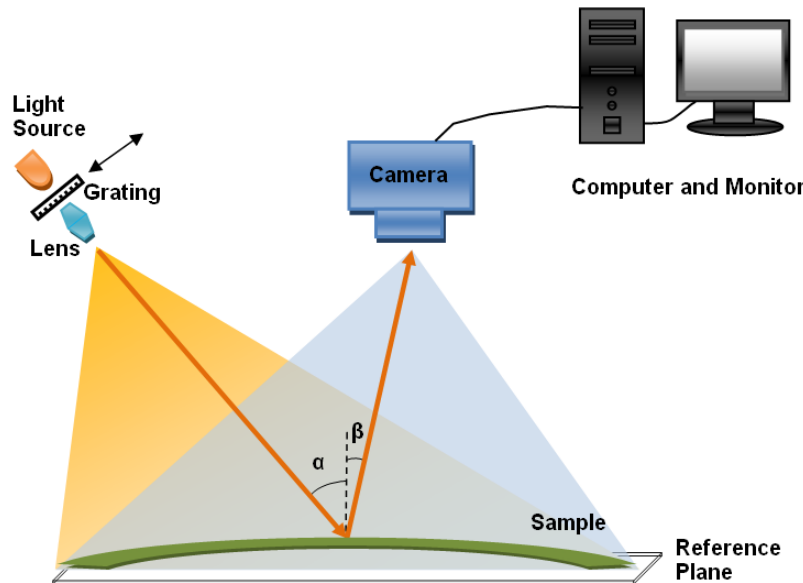 Light
Source
Grating
Lens
Camera
Computer and Monitor
β
α
Sample
Reference
Plane